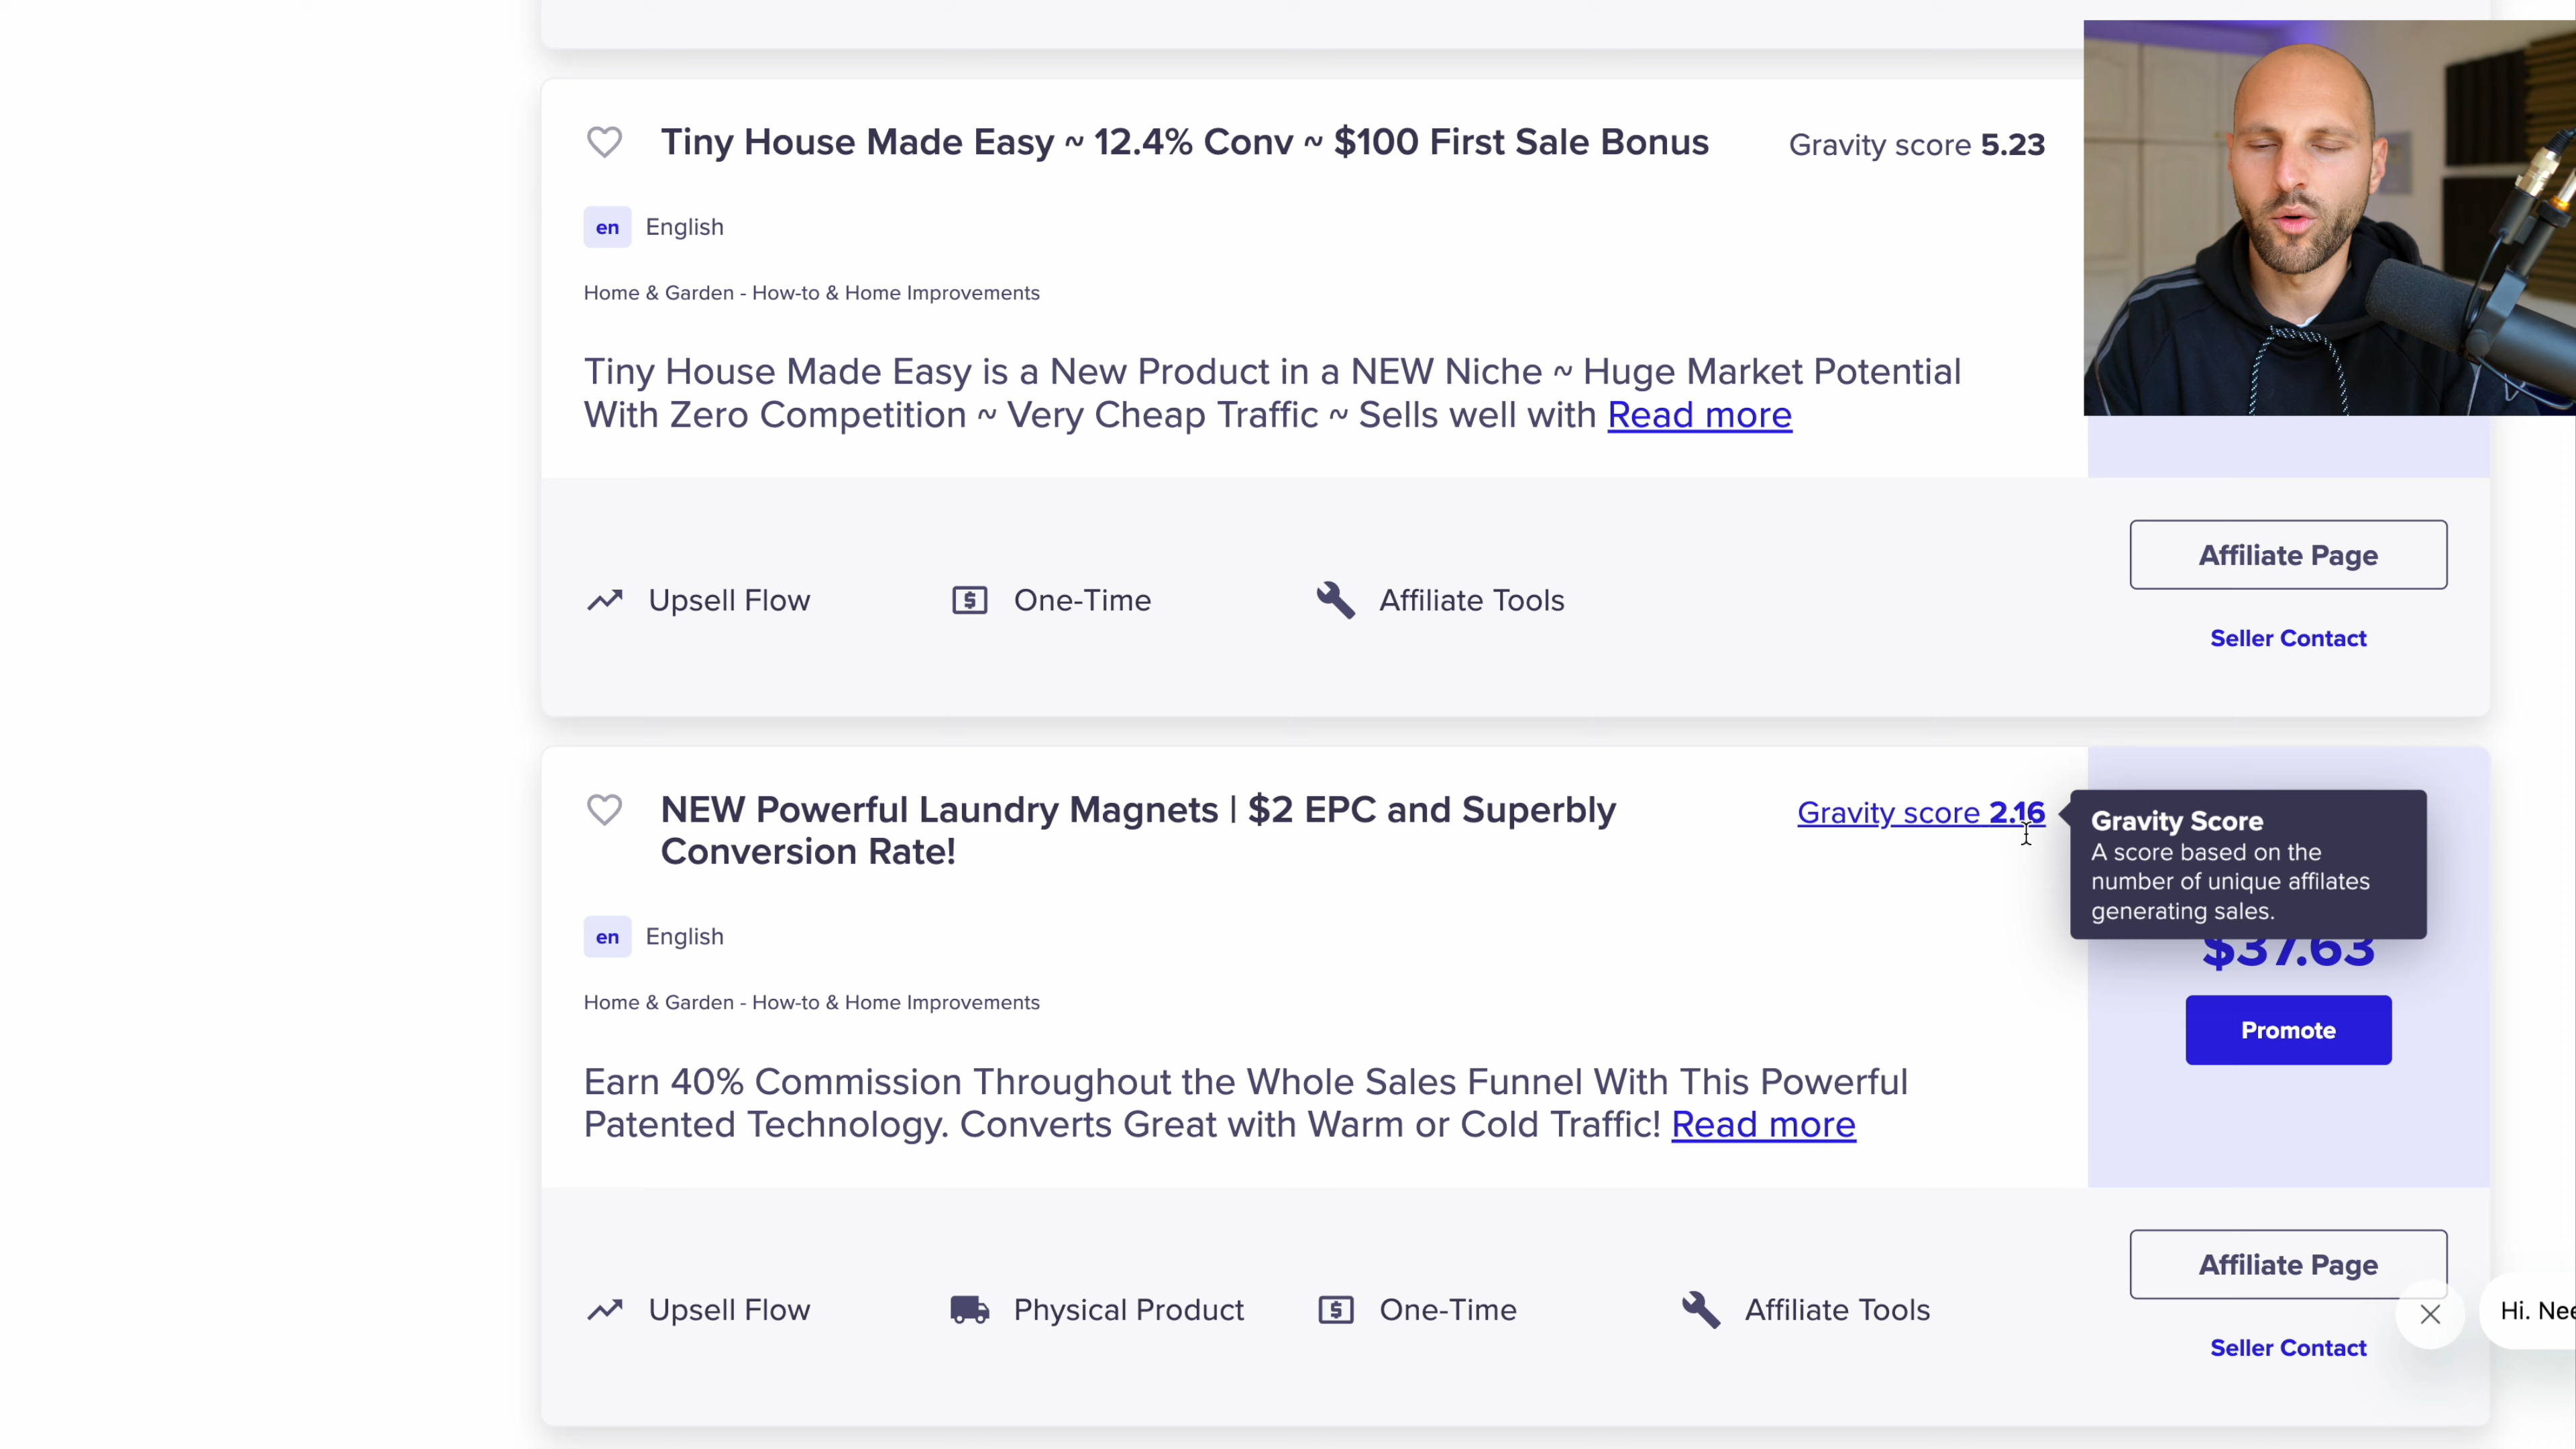 Tiny House Made Easy ~ 12.4% Conv ~ $100 First Sale Bonus
Gravity score 5.23
en English
Home & Garden - How-to & Home Improvements
Tiny House Made Easy is a New Product in a NEW Niche ~ Huge Market Potential
With Zero Competition ~ Very Cheap Traffic ~ Sells well with Read more
Upsell Flow
One-Time
Affiliate Tools
Affiliate Page
Seller Contact
NEW Powerful Laundry Magnets | $2 EPC and Superbly
Conversion Rate!
Gravity score 2.16
Gravity Score
A score based on the
number of unique affilates
generating sales.
$37.63
Promote
en English
Home & Garden - How-to & Home Improvements
Earn 40% Commission Throughout the Whole Sales Funnel With This Powerful
Patented Technology. Converts Great with Warm or Cold Traffic! Read more
Upsell Flow
Physical Product
One-Time
Affiliate Tools
Affiliate Page
Seller Contact
Hi.